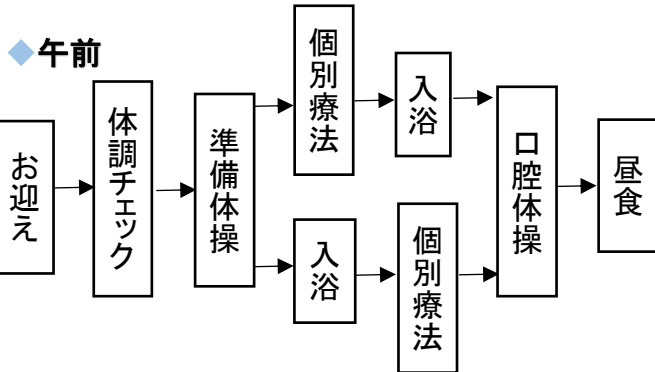 ◆午前
お迎え
体調チェック
準備体操
個別療法
入浴
入浴
個別療法
口腔体操
昼食